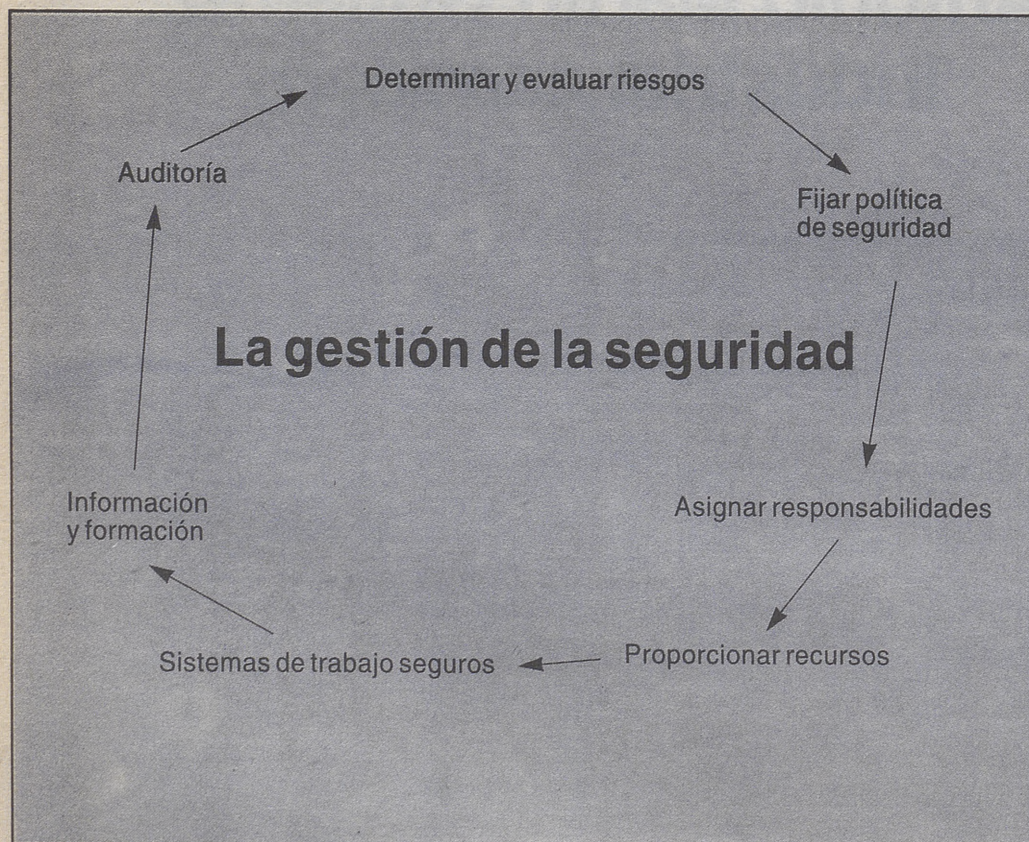 Determinar y evaluar riesgos
Auditoría
Fijar política
de seguridad
La gestión de la seguridad
Información
y formación
Asignar responsabilidades
Sistemas de trabajo seguros
Proporcionar recursos